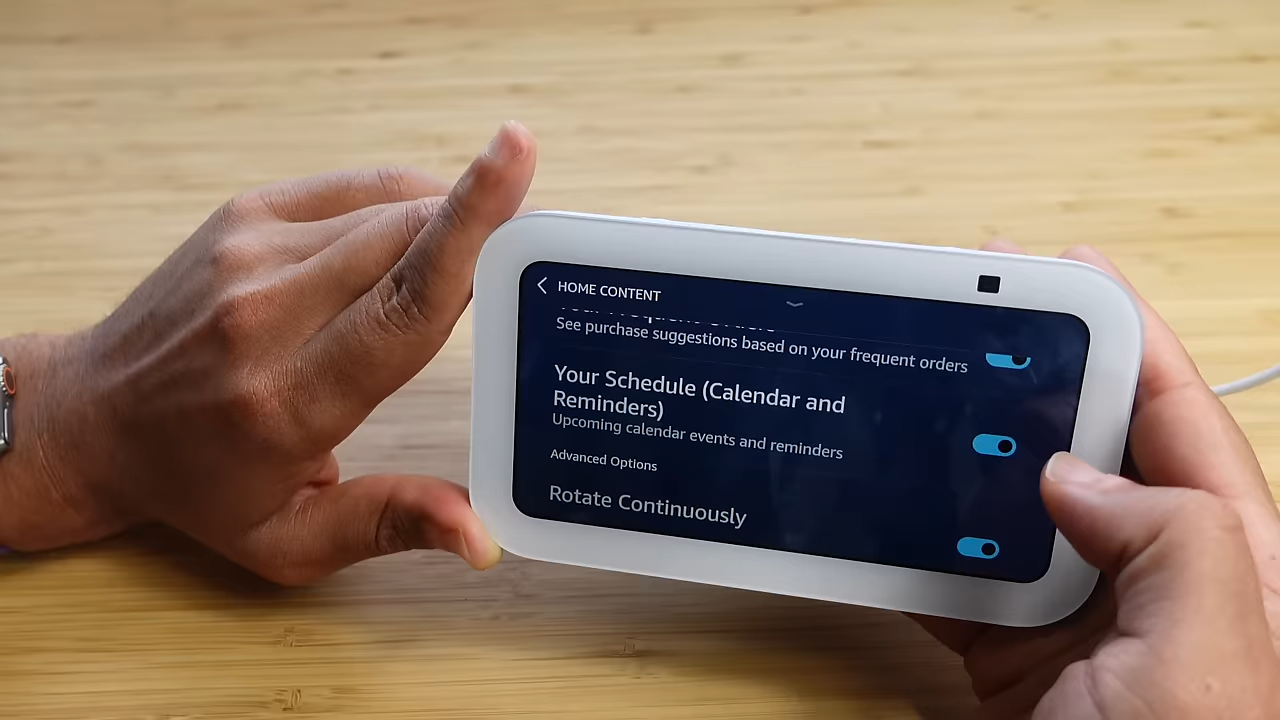 HOME CONTENT
See purchase suggestions based on your frequent orders
Your Schedule (Calendar and
Reminders)
Upcoming calendar events and reminders
Advanced Options
Rotate Continuously